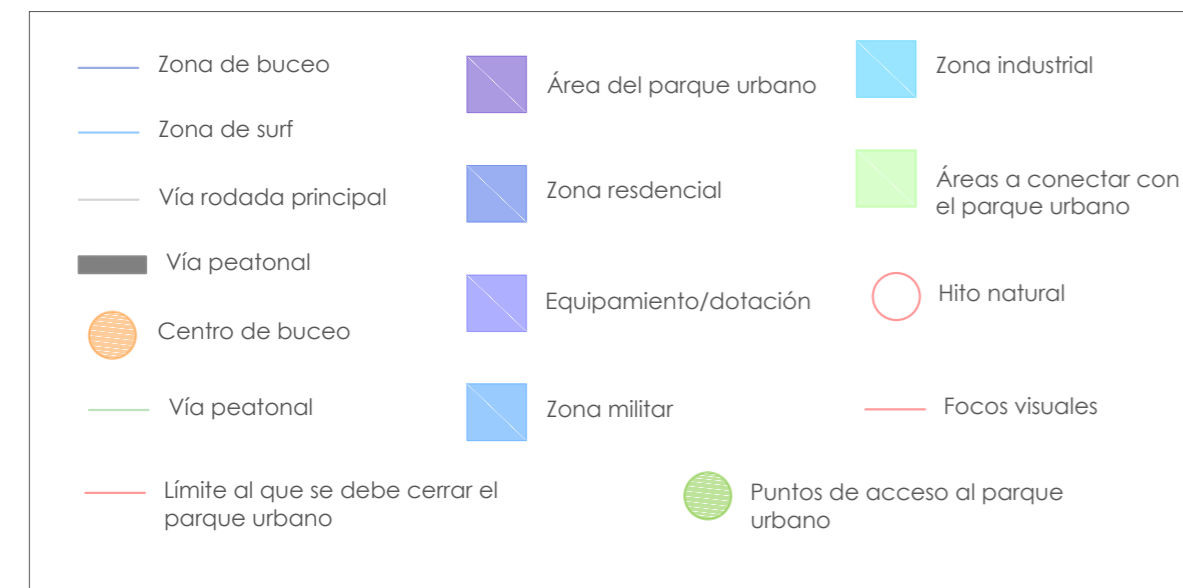 Zona de buceo
Zona de surf
Vía rodada principal
Vía peatonal
Centro de buceo
Vía peatonal
Límite al que se debe cerrar el
parque urbano
Área del parque urbano
Zona resdencial
Equipamiento/dotación
Zona militar
Zona industrial
Áreas a conectar con
el parque urbano
Hito natural
Focos visuales
Puntos de acceso al parque
urbano